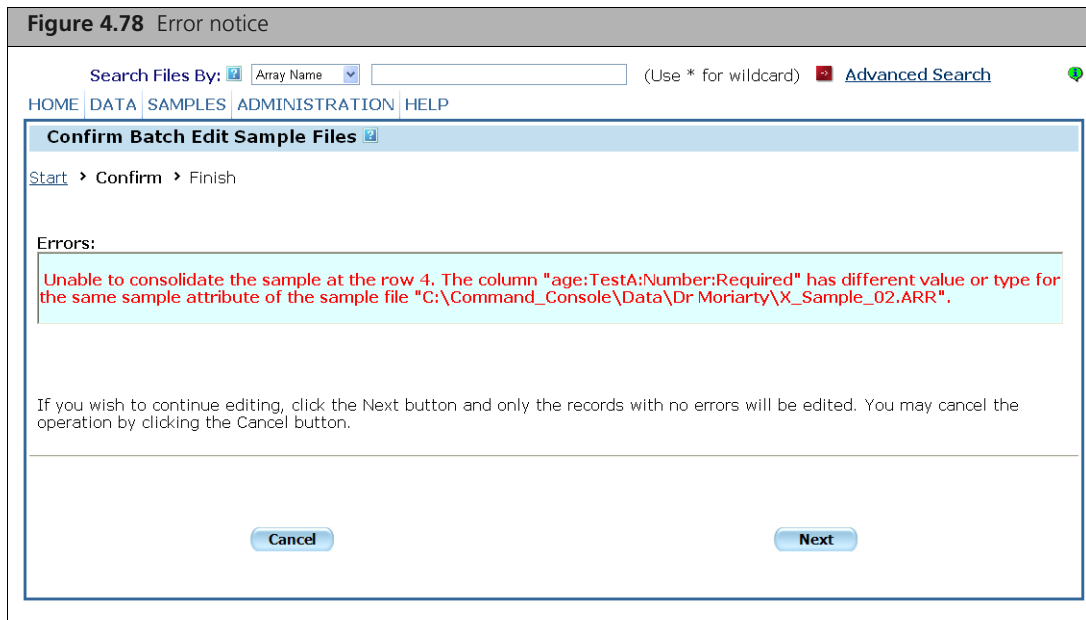 Figure 4.78 Error notice
Search Files By: ? Array Name (Use * for wildcard) Advanced Search
HOME DATA SAMPLES ADMINISTRATION HELP
Confirm Batch Edit Sample Files ?
Start > Confirm > Finish
Errors:
Unable to consolidate the sample at the row 4. The column "age:TestA:Number:Required" has different value or type for
the same sample attribute of the sample file "C:\Command_Console\Data\Dr Moriarty\X_Sample_02.ARR".
If you wish to continue editing, click the Next button and only the records with no errors will be edited. You may cancel the
operation by clicking the Cancel button.
Cancel Next